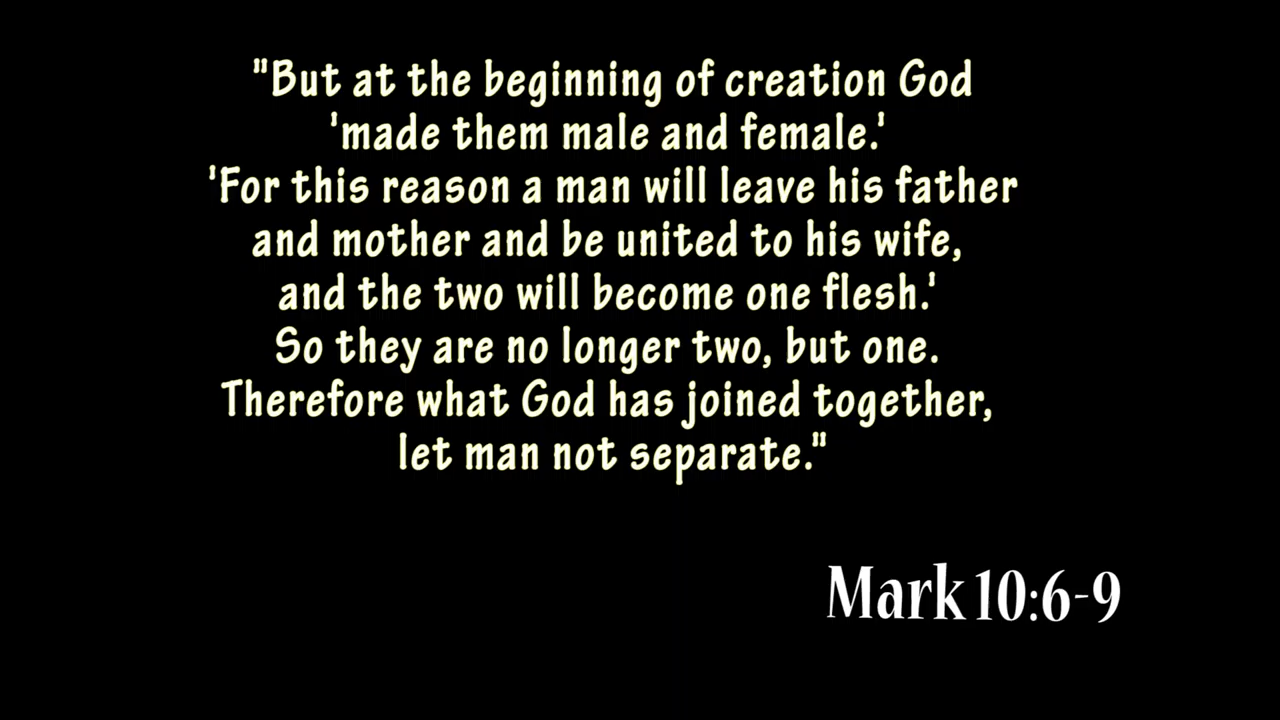 "But at the beginning of creation God
'made them male and female.'
'For this reason a man will leave his father
and mother and be united to his wife,
and the two will become one flesh.'
So they are no longer two, but one.
Therefore what God has joined together,
let man not separate."
Mark 10:6-9